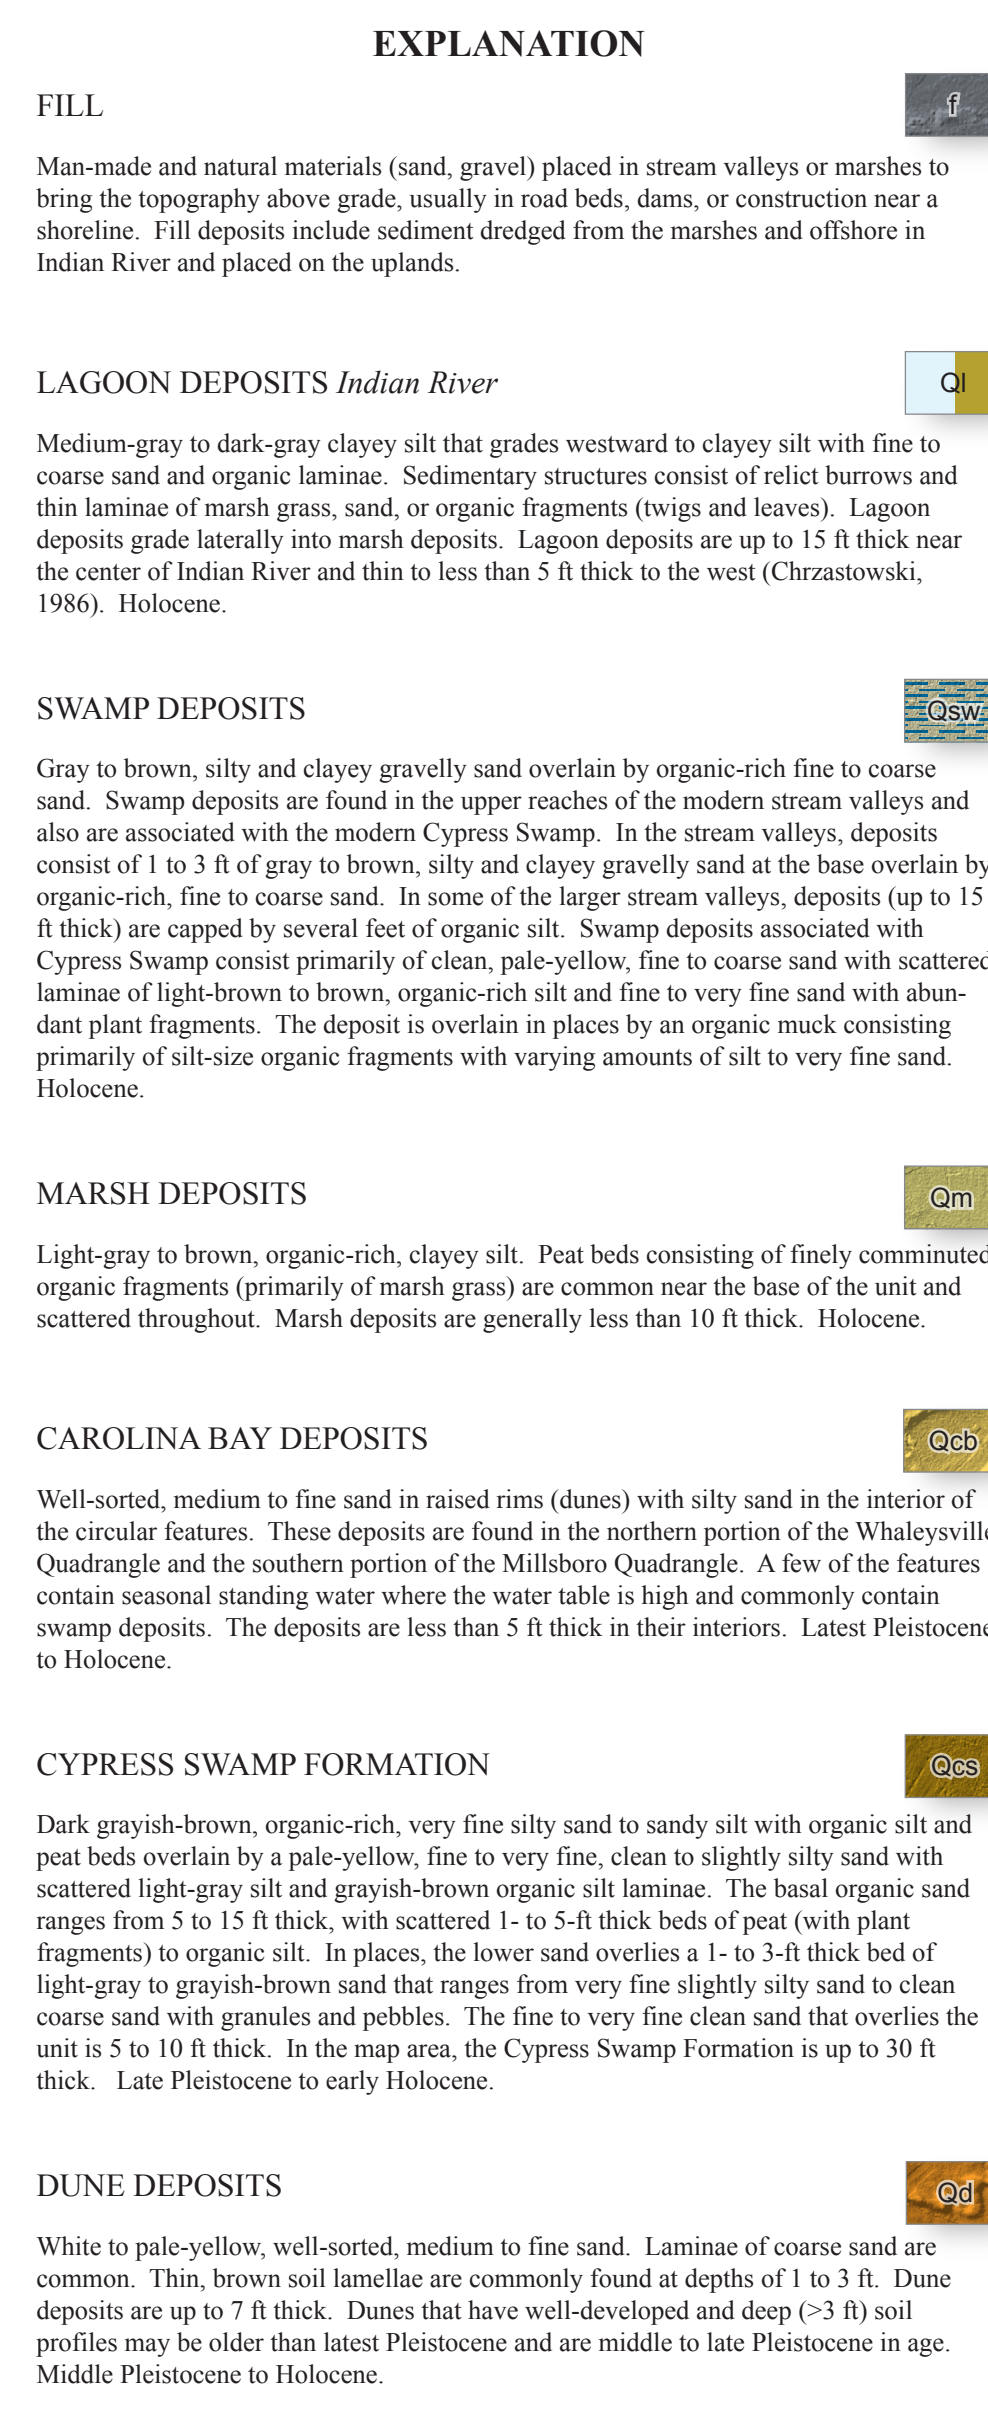 EXPLANATION
FILL
f
Man-made and natural materials (sand, gravel) placed in stream valleys or marshes to
bring the topography above grade, usually in road beds, dams, or construction near a
shoreline.  Fill deposits include sediment dredged from the marshes and offshore in
Indian River and placed on the uplands.
LAGOON DEPOSITS Indian River
Ql
Medium-gray to dark-gray clayey silt that grades westward to clayey silt with fine to
coarse sand and organic laminae.  Sedimentary structures consist of relict burrows and
thin laminae of marsh grass, sand, or organic fragments (twigs and leaves).  Lagoon
deposits grade laterally into marsh deposits.  Lagoon deposits are up to 15 ft thick near
the center of Indian River and thin to less than 5 ft thick to the west (Chrzastowski,
1986).  Holocene.
SWAMP DEPOSITS
Qsw
Gray to brown, silty and clayey gravelly sand overlain by organic-rich fine to coarse
sand.  Swamp deposits are found in the upper reaches of the modern stream valleys and
also are associated with the modern Cypress Swamp.  In the stream valleys, deposits
consist of 1 to 3 ft of gray to brown, silty and clayey gravelly sand at the base overlain by
organic-rich, fine to coarse sand.  In some of the larger stream valleys, deposits (up to 15
ft thick) are capped by several feet of organic silt.  Swamp deposits associated with
Cypress Swamp consist primarily of clean, pale-yellow, fine to coarse sand with scattered
laminae of light-brown to brown, organic-rich silt and fine to very fine sand with abun-
dant plant fragments.  The deposit is overlain in places by an organic muck consisting
primarily of silt-size organic fragments with varying amounts of silt to very fine sand.
Holocene.
MARSH DEPOSITS
Qm
Light-gray to brown, organic-rich, clayey silt.  Peat beds consisting of finely comminuted
organic fragments (primarily of marsh grass) are common near the base of the unit and
scattered throughout.  Marsh deposits are generally less than 10 ft thick.  Holocene.
CAROLINA BAY DEPOSITS
Qcb
Well-sorted, medium to fine sand in raised rims (dunes) with silty sand in the interior of
the circular features.  These deposits are found in the northern portion of the Whaleysville
Quadrangle and the southern portion of the Millsboro Quadrangle.  A few of the features
contain seasonal standing water where the water table is high and commonly contain
swamp deposits.  The deposits are less than 5 ft thick in their interiors.  Latest Pleistocene
to Holocene.
CYPRESS SWAMP FORMATION
Qcs
Dark grayish-brown, organic-rich, very fine silty sand to sandy silt with organic silt and
peat beds overlain by a pale-yellow, fine to very fine, clean to slightly silty sand with
scattered light-gray silt and grayish-brown organic silt laminae.  The basal organic sand
ranges from 5 to 15 ft thick, with scattered 1- to 5-ft thick beds of peat (with plant
fragments) to organic silt.  In places, the lower sand overlies a 1- to 3-ft thick bed of
light-gray to grayish-brown sand that ranges from very fine slightly silty sand to clean
coarse sand with granules and pebbles.  The fine to very fine clean sand that overlies the
unit is 5 to 10 ft thick.  In the map area, the Cypress Swamp Formation is up to 30 ft
thick.   Late Pleistocene to early Holocene.
DUNE DEPOSITS
Qd
White to pale-yellow, well-sorted, medium to fine sand.  Laminae of coarse sand are
common.  Thin, brown soil lamellae are commonly found at depths of 1 to 3 ft.  Dune
deposits are up to 7 ft thick.  Dunes that have well-developed and deep (>3 ft) soil
profiles may be older than latest Pleistocene and are middle to late Pleistocene in age.
Middle Pleistocene to Holocene.